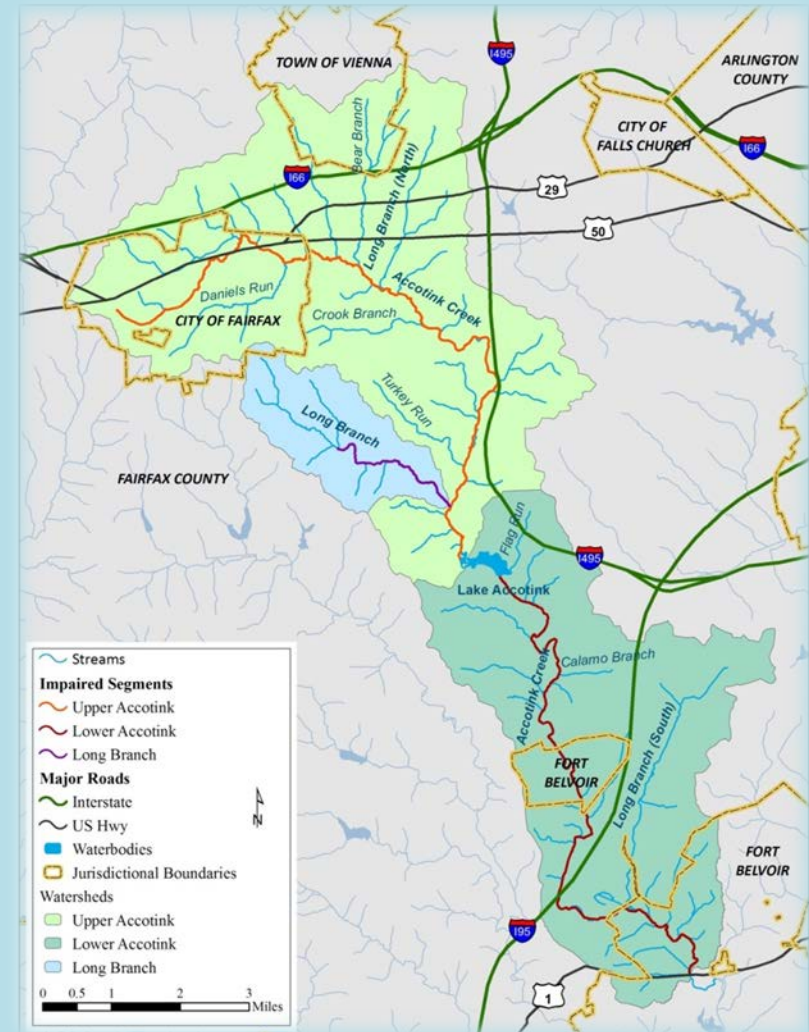 I495
TOWN OF VIENNA
ARLINGTON
COUNTY
CITY OF
FALLS CHURCH
I66
Bear Branch
I66
29
Long Branch (North)
50
Accotink Creek
Daniels Run
CITY OF FAIRFAX
Crook Branch
Turkey Run
Long Branch
FAIRFAX COUNTY
Flag Run
I495
Lake Accotink
Calamo Branch
Accotink Creek
Long Branch (South)
FORT
BELVOIR
FORT
BELVOIR
I95
1
Streams
Impaired Segments
Upper Accotink
Lower Accotink
Long Branch
Major Roads
Interstate
US Hwy
N
Waterbodies
Jurisdictional Boundaries
Watersheds
Upper Accotink
Lower Accotink
Long Branch
0 0.5 1 2 3
Miles